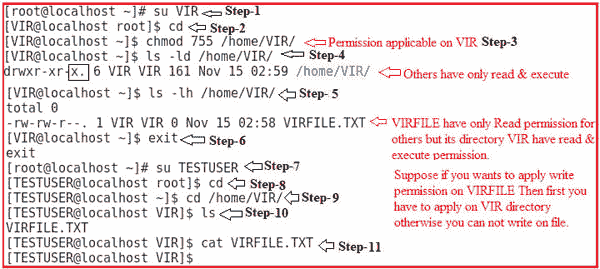 [root@localhost ~]# su VIR Step-1
[VIR@localhost root]$ cd Step-2
[VIR@localhost ~]$ chmod 755 /home/VIR/ Permission applicable on VIR Step-3
[VIR@localhost ~]$ ls -ld /home/VIR/ Step-4
drwxr-xr-x. 6 VIR VIR 161 Nov 15 02:59 /home/VIR/ Others have only read & execute
[VIR@localhost ~]$ ls -lh /home/VIR/ Step- 5
total 0
-rw-rw-r--. 1 VIR VIR 0 Nov 15 02:58 VIRFILE.TXT VIRFILE have only Read permission for
others but its directory VIR have read &
execute permission.
[VIR@localhost ~]$ exit Step-6
exit
[root@localhost ~]# su TESTUSER Step-7
[TESTUSER@localhost root]$ cd Step-8
[TESTUSER@localhost ~]$ cd /home/VIR/ Step-9
[TESTUSER@localhost VIR]$ ls Step-10
VIRFILE.TXT
[TESTUSER@localhost VIR]$ cat VIRFILE.TXT Step-11
[TESTUSER@localhost VIR]$
Suppose if you wants to apply write
permission on VIRFILE Then first you
have to apply on VIR directory
otherwise you can not write on file.